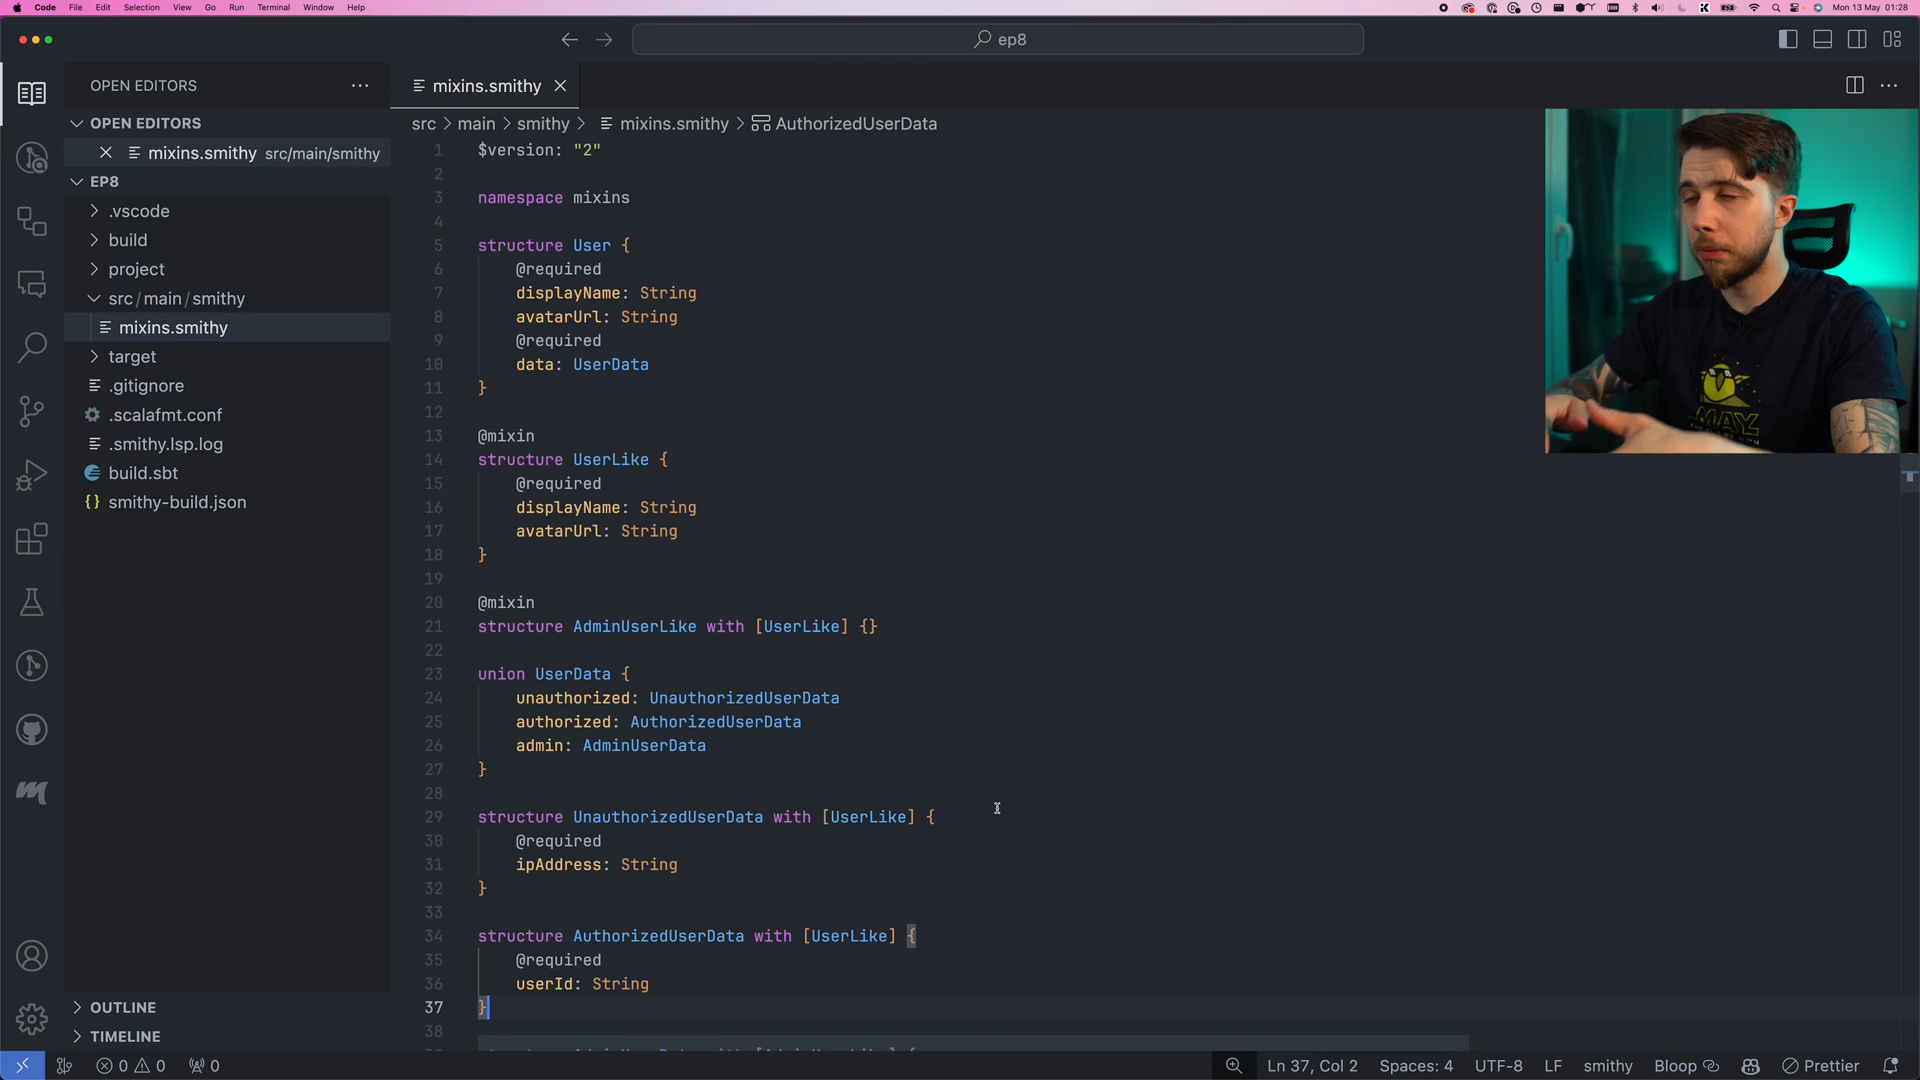 Code File Edit Selection View Go Run Terminal Window Help
Mon 13 May 01:28
ep8
OPEN EDITORS
mixins.smithy
OPEN EDITORS
mixins.smithy src/main/smithy
EP8
.vscode
build
project
src/main/smithy
mixins.smithy
target
.gitignore
.scalafmt.conf
.smithy.lsp.log
build.sbt
{} smithy-build.json
OUTLINE
TIMELINE
src > main > smithy > mixins.smithy > AuthorizedUserData
1 $version: "2"
2
3 namespace mixins
4
5 structure User {
6 @required
7 displayName: String
8 avatarUrl: String
9 @required
10 data: UserData
11 }
12
13 @mixin
14 structure UserLike {
15 @required
16 displayName: String
17 avatarUrl: String
18 }
19
20 @mixin
21 structure AdminUserLike with [UserLike] {}
22
23 union UserData {
24 unauthorized: UnauthorizedUserData
25 authorized: AuthorizedUserData
26 admin: AdminUserData
27 }
28
29 structure UnauthorizedUserData with [UserLike] {
30 @required
31 ipAddress: String
32 }
33
34 structure AuthorizedUserData with [UserLike] {
35 @required
36 userId: String
37 }
38
MAY
0 0 0
Ln 37, Col 2 Spaces: 4 UTF-8 LF smithy Bloop Prettier